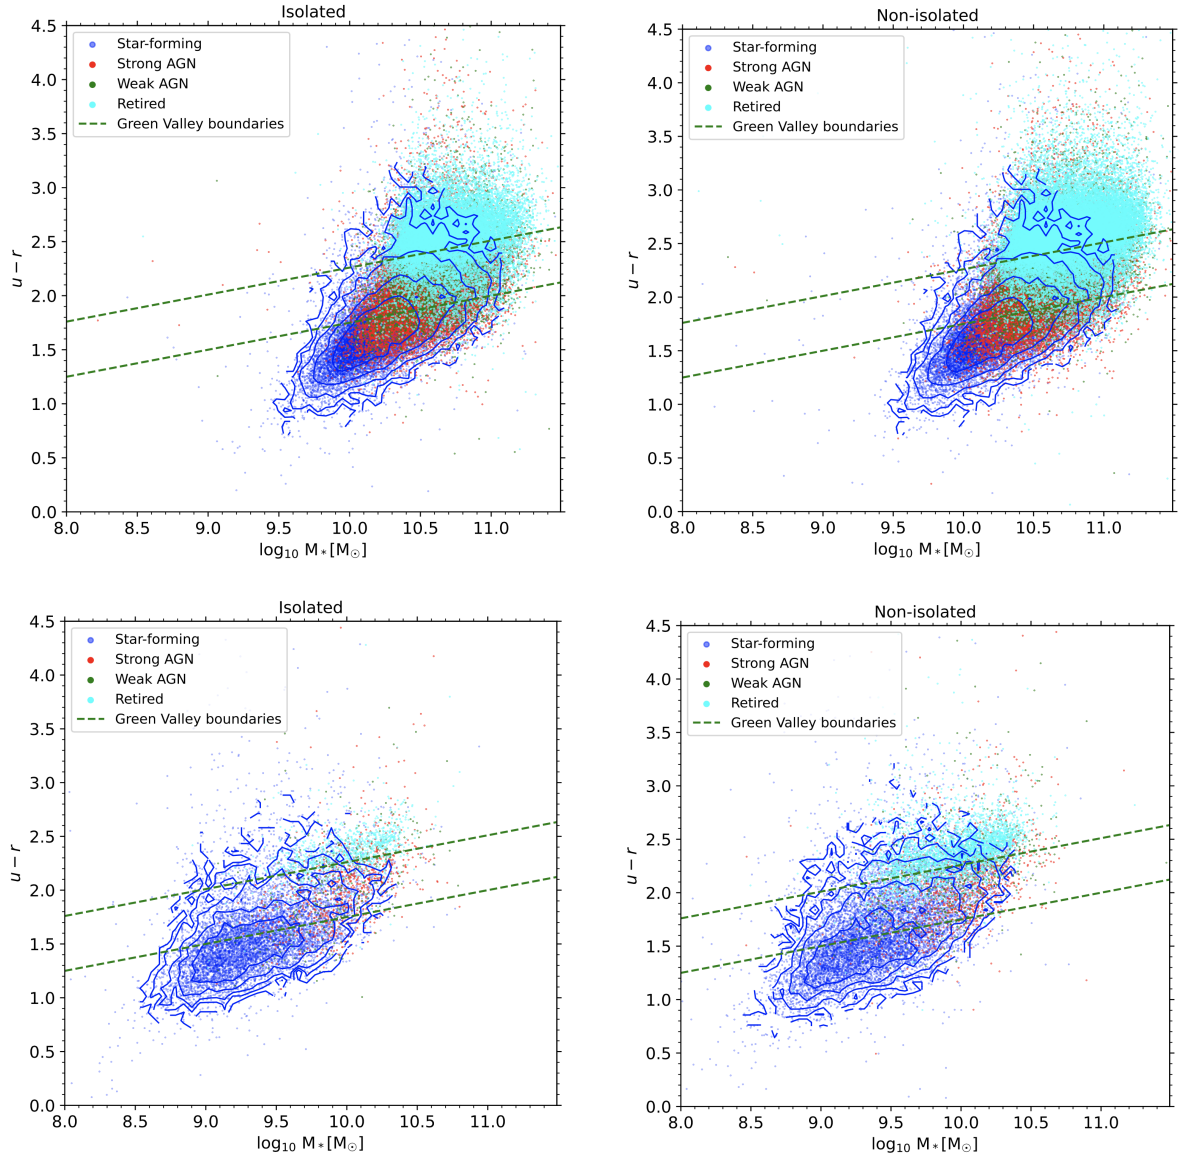 Isolated
4.5
4.0
3.5
3.0
2.5
2.0
1.5
1.0
0.5
0.0
u − r
Star-forming
Strong AGN
Weak AGN
Retired
Green Valley boundaries
8.0 8.5 9.0 9.5 10.0 10.5 11.0
log₁₀ M∗[M⊙]
Non-isolated
4.5
4.0
3.5
3.0
2.5
2.0
1.5
1.0
0.5
0.0
u − r
Star-forming
Strong AGN
Weak AGN
Retired
Green Valley boundaries
8.0 8.5 9.0 9.5 10.0 10.5 11.0
log₁₀ M∗[M⊙]
Isolated
4.5
4.0
3.5
3.0
2.5
2.0
1.5
1.0
0.5
0.0
u − r
Star-forming
Strong AGN
Weak AGN
Retired
Green Valley boundaries
8.0 8.5 9.0 9.5 10.0 10.5 11.0
log₁₀ M∗[M⊙]
Non-isolated
4.5
4.0
3.5
3.0
2.5
2.0
1.5
1.0
0.5
0.0
u − r
Star-forming
Strong AGN
Weak AGN
Retired
Green Valley boundaries
8.0 8.5 9.0 9.5 10.0 10.5 11.0
log₁₀ M∗[M⊙]